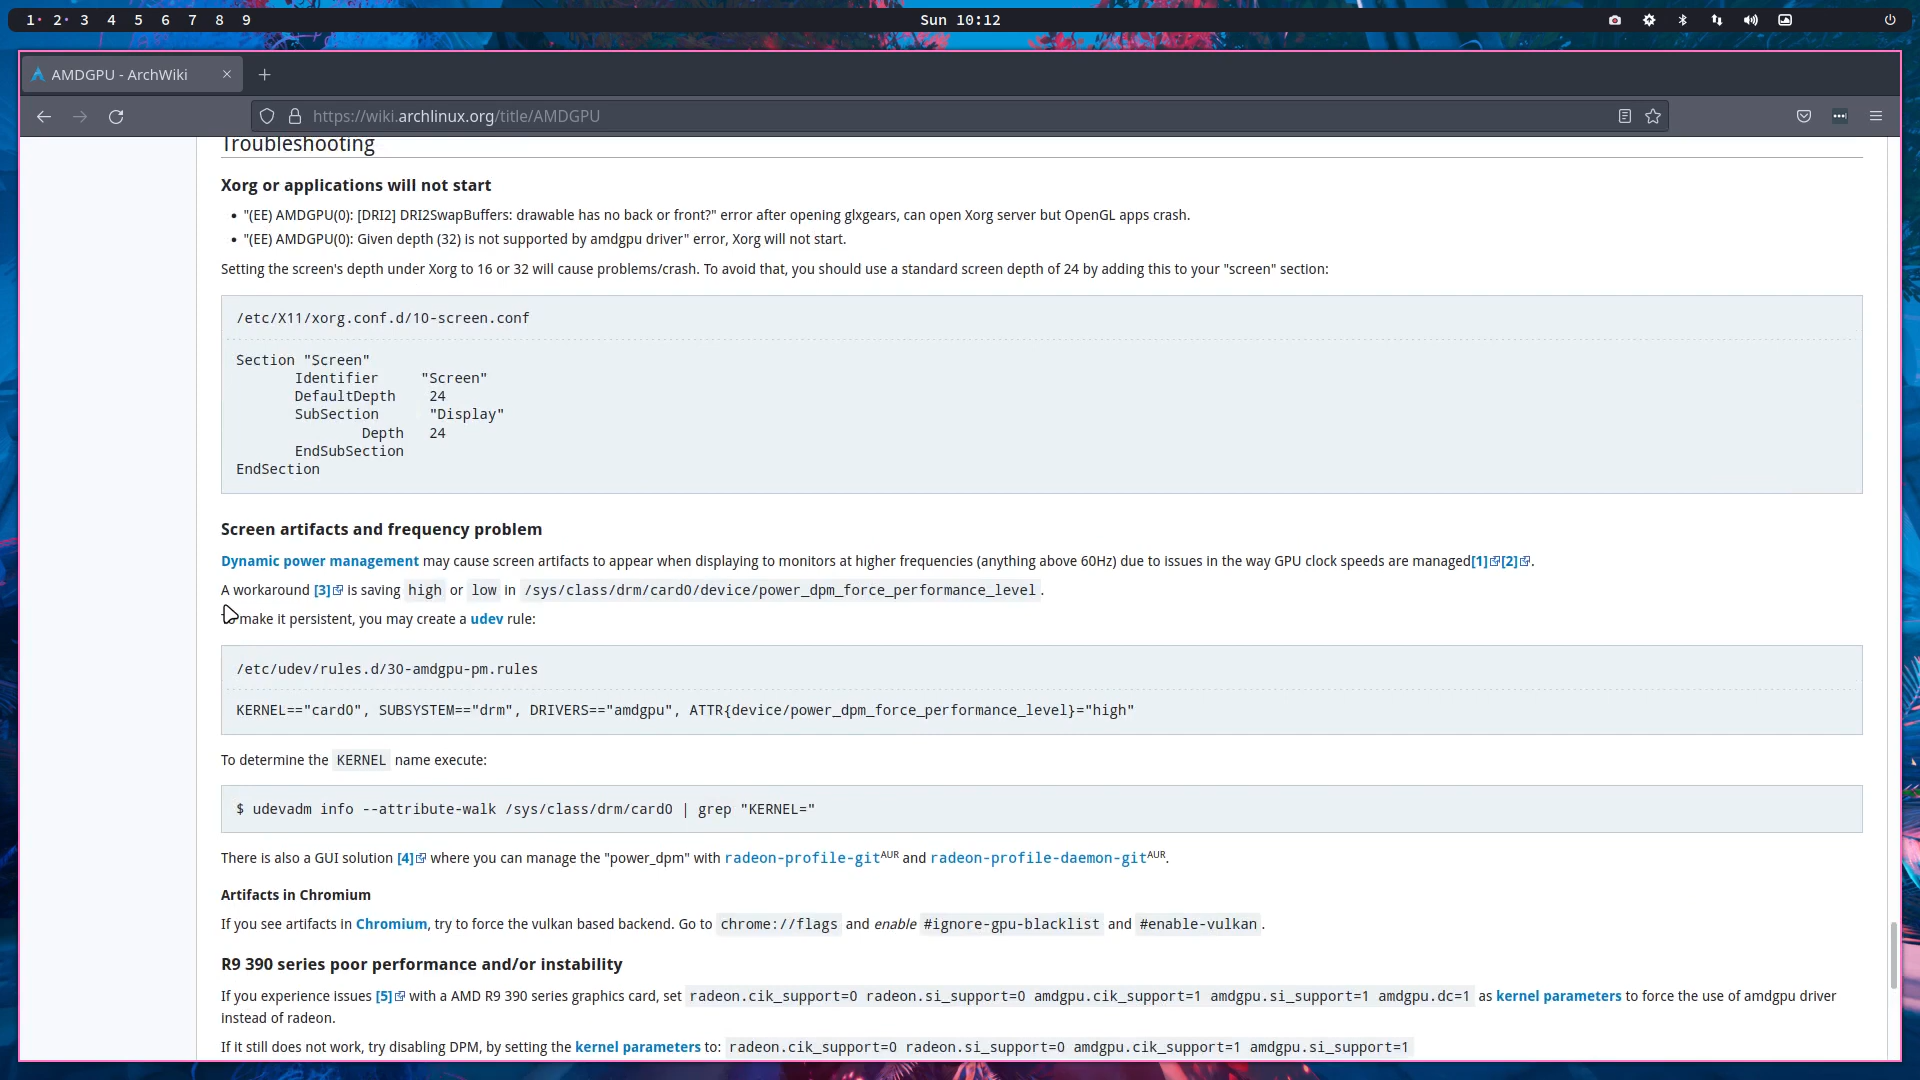 1 2 3 4 5 6 7 8 9
Sun 10:12
AMDGPU - ArchWiki
https://wiki.archlinux.org/title/AMDGPU
Troubleshooting
Xorg or applications will not start
• "(EE) AMDGPU(0): [DRI2] DRI2SwapBuffers: drawable has no back or front?" error after opening glxgears, can open Xorg server but OpenGL apps crash.
• "(EE) AMDGPU(0): Given depth (32) is not supported by amdgpu driver" error, Xorg will not start.
Setting the screen's depth under Xorg to 16 or 32 will cause problems/crash. To avoid that, you should use a standard screen depth of 24 by adding this to your "screen" section:
/etc/X11/xorg.conf.d/10-screen.conf
Section "Screen"
Identifier "Screen"
DefaultDepth 24
SubSection "Display"
Depth 24
EndSubSection
EndSection
Screen artifacts and frequency problem
Dynamic power management may cause screen artifacts to appear when displaying to monitors at higher frequencies (anything above 60Hz) due to issues in the way GPU clock speeds are managed[1][2].
A workaround [3] is saving high or low in /sys/class/drm/card0/device/power_dpm_force_performance_level.
To make it persistent, you may create a udev rule:
/etc/udev/rules.d/30-amdgpu-pm.rules
KERNEL=="card0", SUBSYSTEM=="drm", DRIVERS=="amdgpu", ATTR{device/power_dpm_force_performance_level}="high"
To determine the KERNEL name execute:
$ udevadm info --attribute-walk /sys/class/drm/card0 | grep "KERNEL="
There is also a GUI solution [4] where you can manage the "power_dpm" with radeon-profile-gitAUR and radeon-profile-daemon-gitAUR.
Artifacts in Chromium
If you see artifacts in Chromium, try to force the vulkan based backend. Go to chrome://flags and enable #ignore-gpu-blacklist and #enable-vulkan.
R9 390 series poor performance and/or instability
If you experience issues [5] with a AMD R9 390 series graphics card, set radeon.cik_support=0 radeon.si_support=0 amdgpu.cik_support=1 amdgpu.si_support=1 amdgpu.dc=1 as kernel parameters to force the use of amdgpu driver
instead of radeon.
If it still does not work, try disabling DPM, by setting the kernel parameters to: radeon.cik_support=0 radeon.si_support=0 amdgpu.cik_support=1 amdgpu.si_support=1